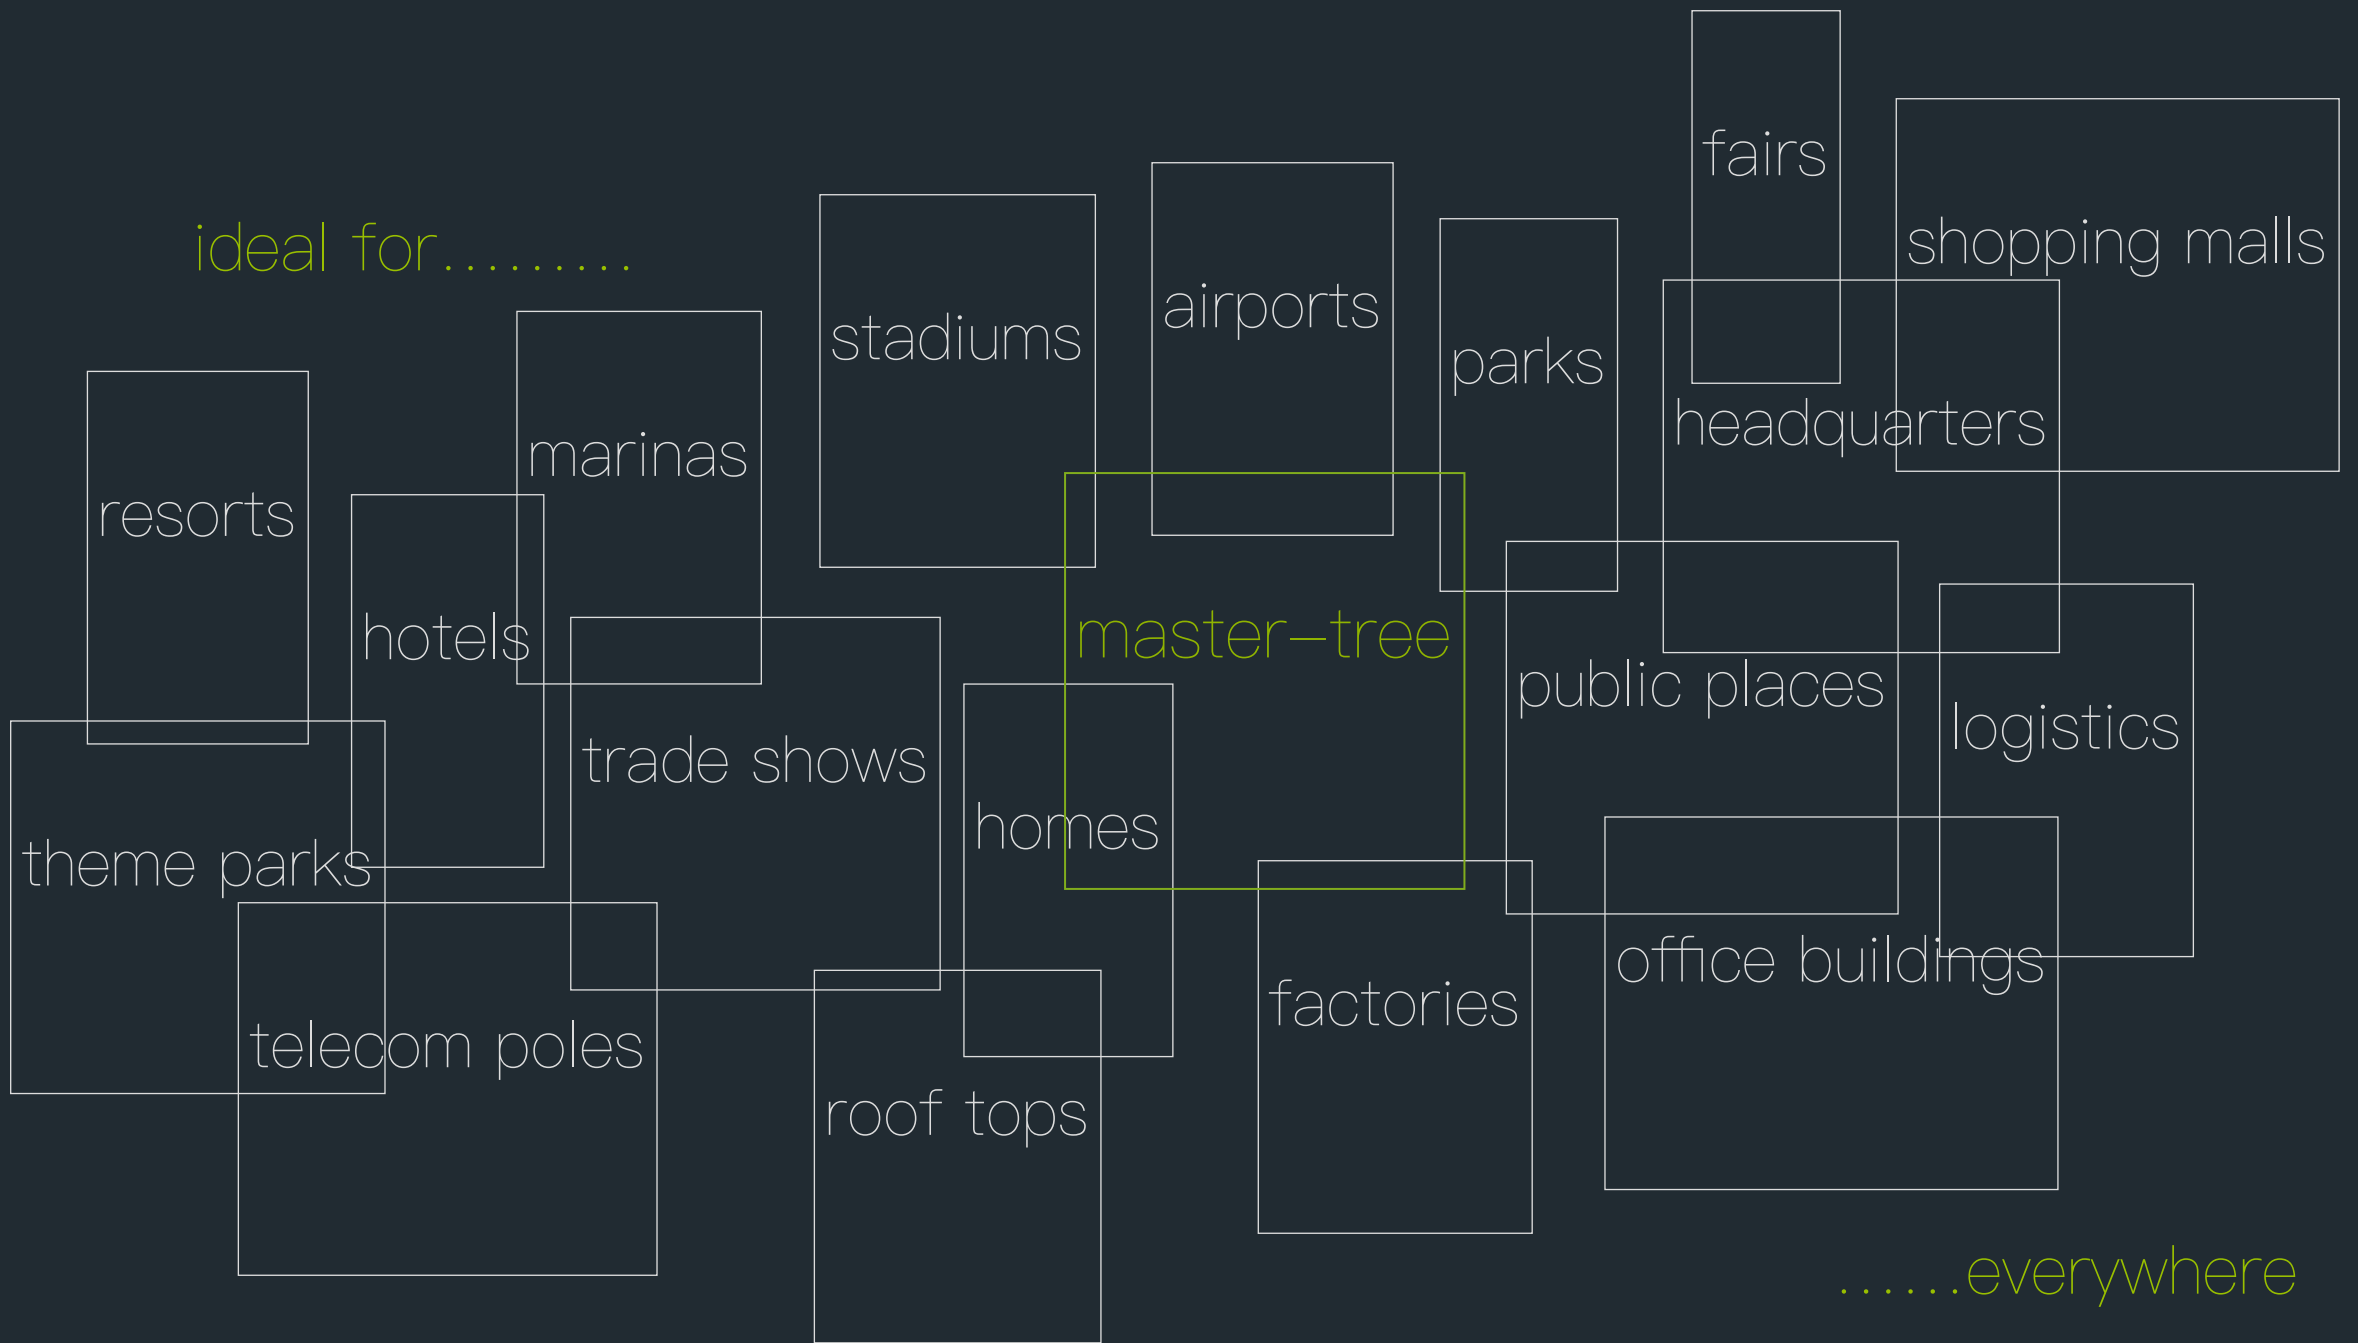 fairs
shopping malls
ideal for.........
airports
stadiums
parks
headquarters
marinas
resorts
hotels
master–tree
public places
logistics
trade shows
homes
theme parks
office buildings
factories
telecom poles
roof tops
......everywhere